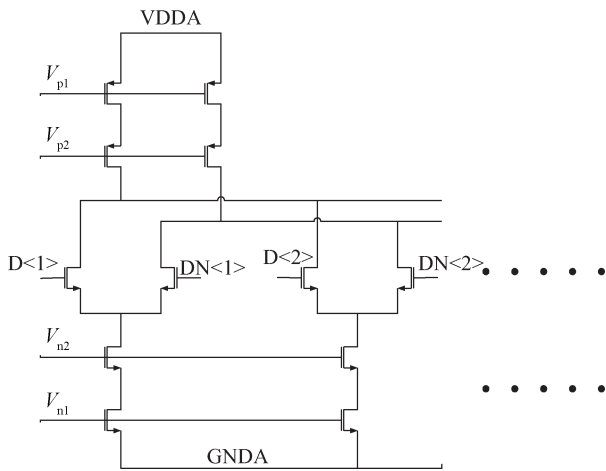 VDDA
Vp1
Vp2
D<1>
DN<1>
D<2>
DN<2>
Vn2
Vn1
GNDA